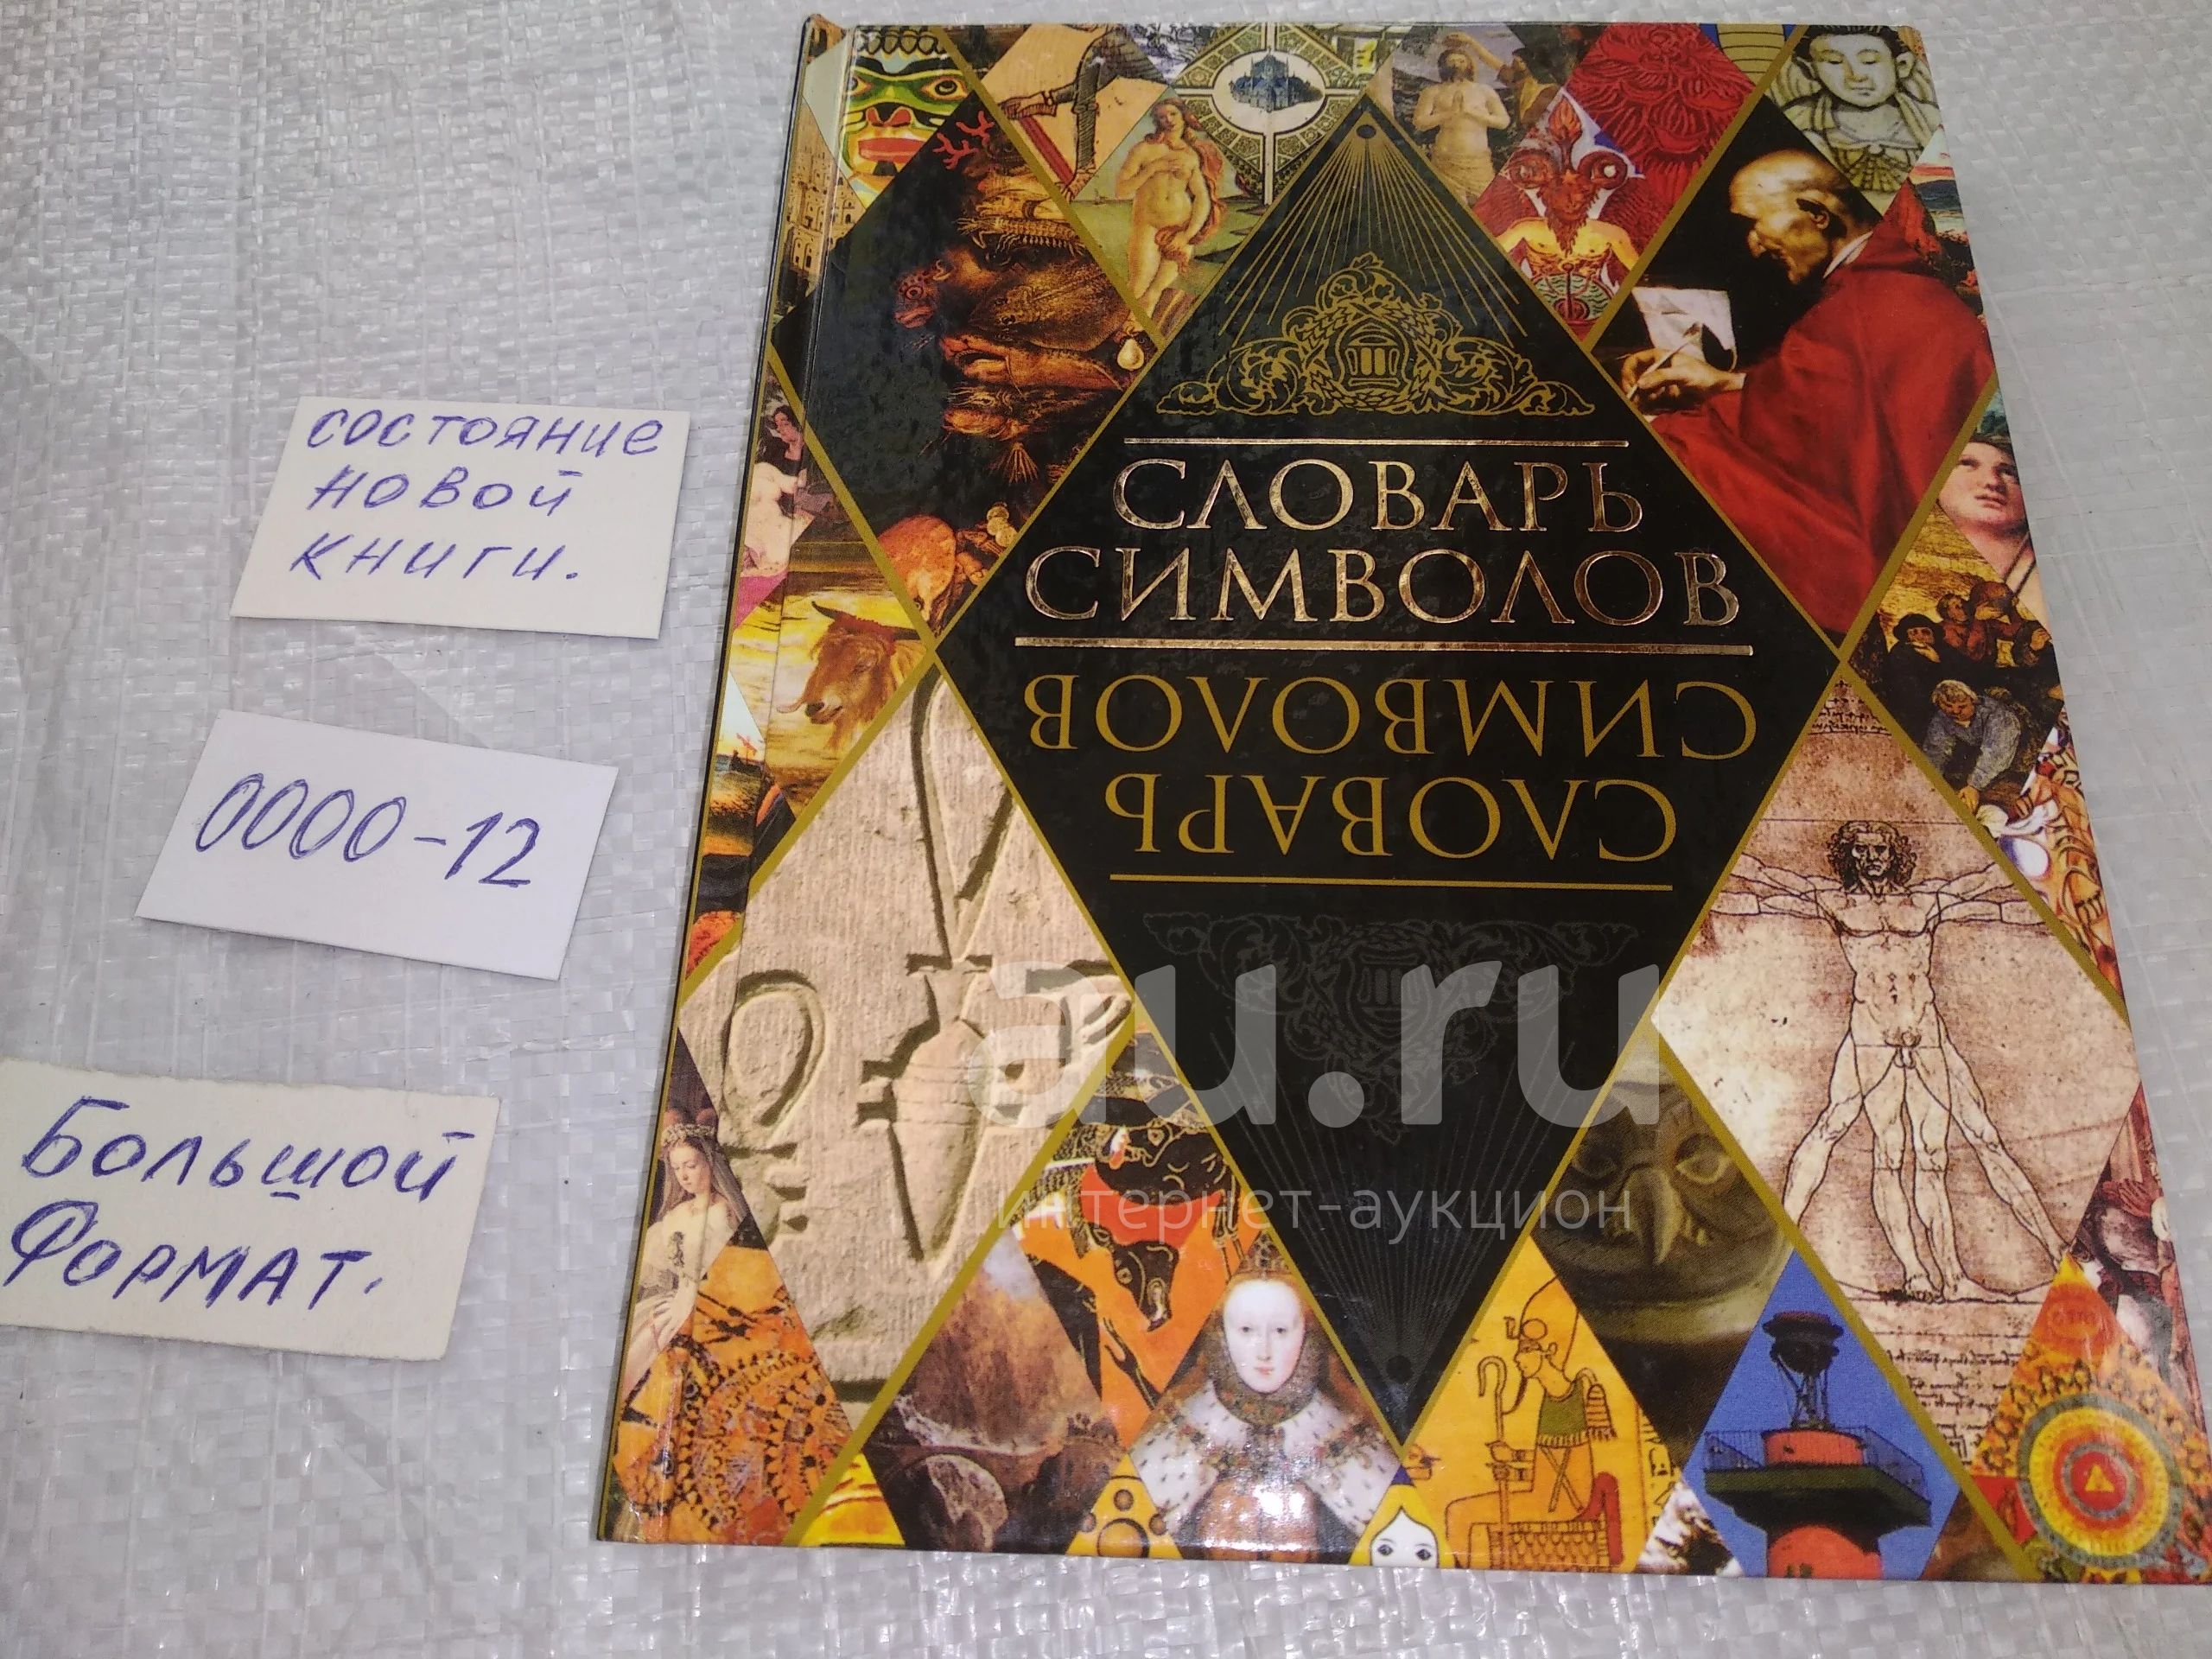 состояние
новой
книги.
0000-12
Большой
Формат.
СЛОВАРЬ
СИМВОЛОВ
СИМВОЛОВ
СЛОВАРЬ
au.ru
интернет-аукцион